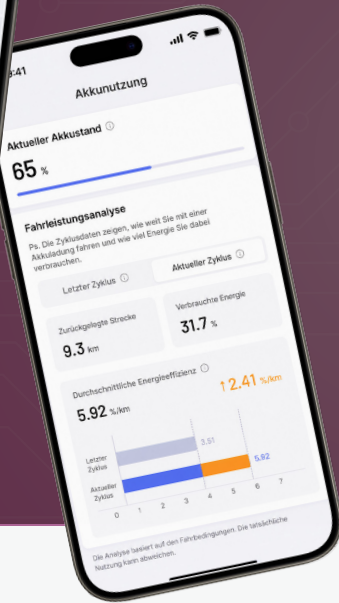 9:41
Akkunutzung
Aktueller Akkustand
65 %
Fahrleistungsanalyse
Ps. Die Zyklusdaten zeigen, wie weit Sie mit einer
Akkuladung fahren und wie viel Energie Sie dabei
verbrauchen.
Letzter Zyklus
Aktueller Zyklus
Zurückgelegte Strecke
9.3 km
Verbrauchte Energie
31.7 %
Durchschnittliche Energieeffizienz
5.92 %/km
↑2.41 %/km
Letzter
Zyklus
3.51
Aktueller
Zyklus
5.92
0 1 2 3 4 5 6 7
Die Analyse basiert auf den Fahrbedingungen. Die tatsächliche
Nutzung kann abweichen.